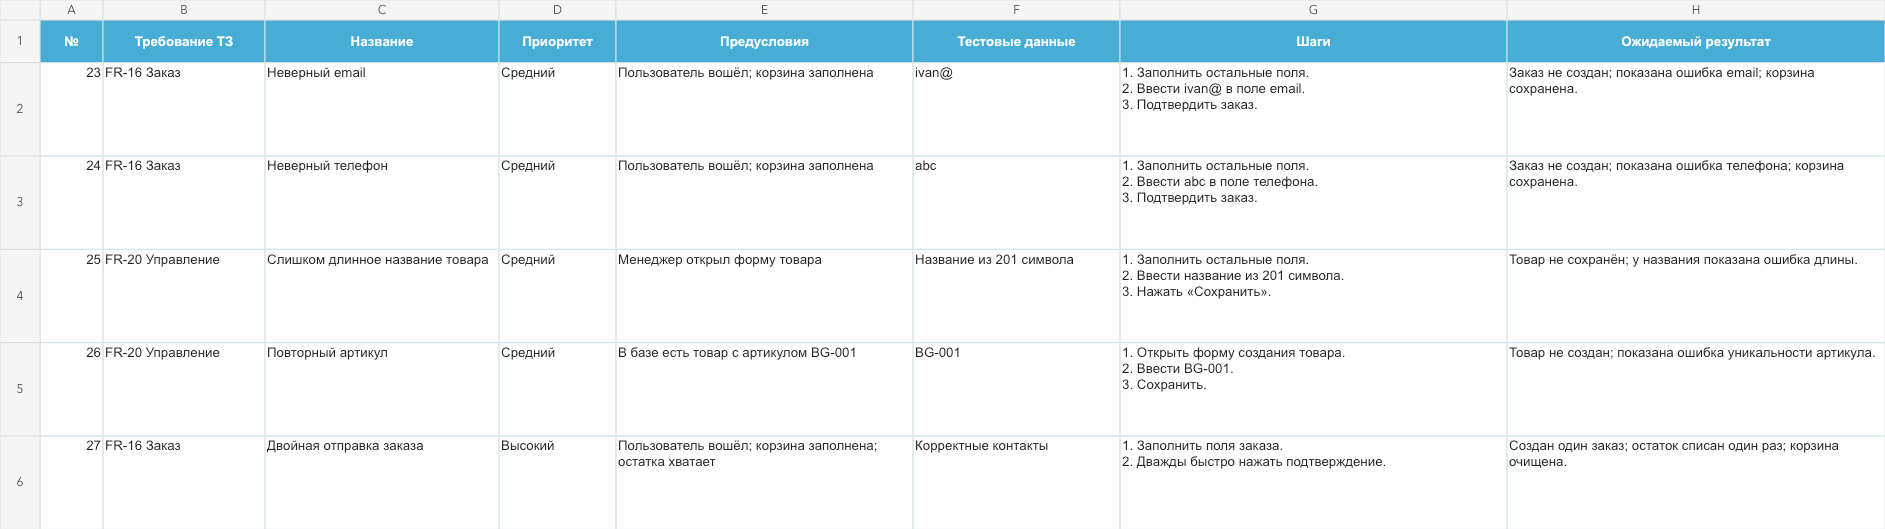 A B C D E F G H
1 № Требование ТЗ Название Приоритет Предусловия Тестовые данные Шаги Ожидаемый результат
2 23 FR-16 Заказ Неверный email Средний Пользователь вошёл; корзина заполнена ivan@ 1. Заполнить остальные поля. Заказ не создан; показана ошибка email; корзина
2. Ввести ivan@ в поле email. сохранена.
3. Подтвердить заказ.
3 24 FR-16 Заказ Неверный телефон Средний Пользователь вошёл; корзина заполнена abc 1. Заполнить остальные поля. Заказ не создан; показана ошибка телефона; корзина
2. Ввести abc в поле телефона. сохранена.
3. Подтвердить заказ.
4 25 FR-20 Управление Слишком длинное название товара Средний Менеджер открыл форму товара Название из 201 символа 1. Заполнить остальные поля. Товар не сохранён; у названия показана ошибка длины.
2. Ввести название из 201 символа.
3. Нажать «Сохранить».
5 26 FR-20 Управление Повторный артикул Средний В базе есть товар с артикулом BG-001 BG-001 1. Открыть форму создания товара. Товар не создан; показана ошибка уникальности артикула.
2. Ввести BG-001.
3. Сохранить.
6 27 FR-16 Заказ Двойная отправка заказа Высокий Пользователь вошёл; корзина заполнена; Корректные контакты 1. Заполнить поля заказа. Создан один заказ; остаток списан один раз; корзина
остатка хватает 2. Дважды быстро нажать подтверждение. очищена.